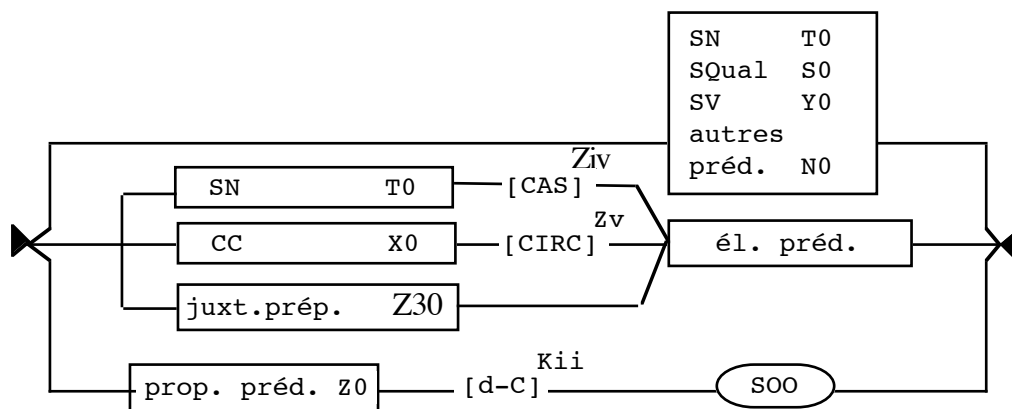 SN T0
SQual S0
SV Y0
autres
préd. N0
Ziv
SN T0 [CAS]
Zv
CC X0 [CIRC] él. préd.
juxt.prép. Z30
Kii
prop. préd. Z0 [d-C] SOO